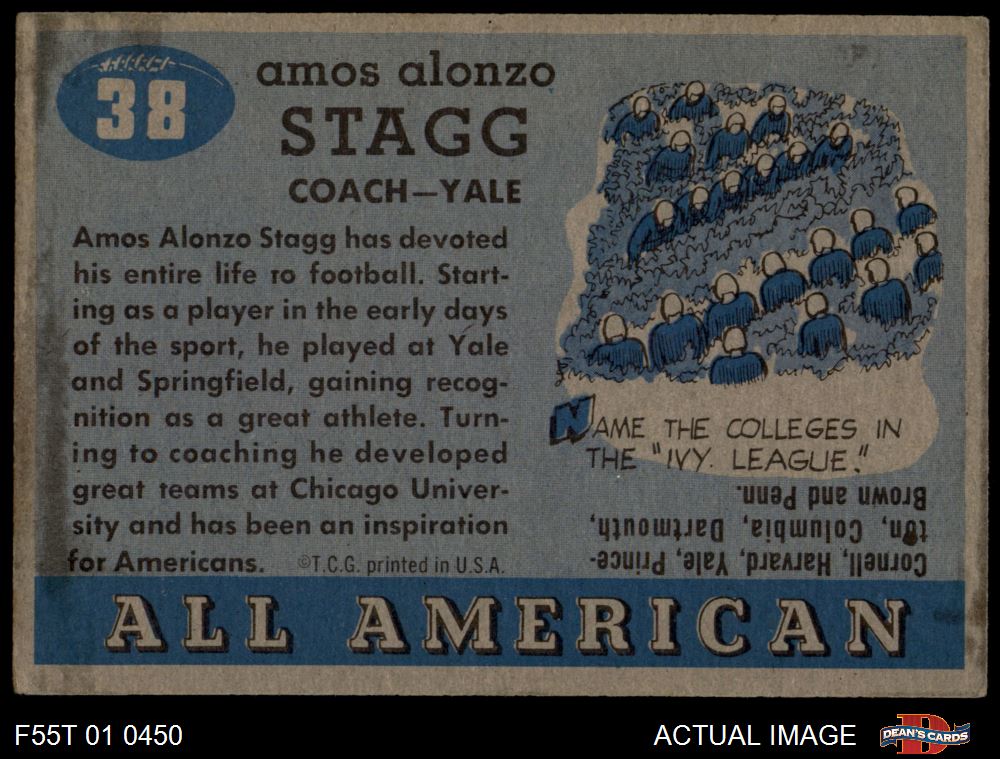 38
amos alonzo
STAGG
COACH—YALE
Amos Alonzo Stagg has devoted
his entire life to football. Start-
ing as a player in the early days
of the sport, he played at Yale
and Springfield, gaining recog-
nition as a great athlete. Turn-
ing to coaching he developed
great teams at Chicago Univer-
sity and has been an inspiration
for Americans. ©T.C.G. printed in U.S.A.
NAME THE COLLEGES IN
THE "IVY. LEAGUE."
Cornell, Harvard, Yale, Prince-
ton, Columbia, Dartmouth,
Brown and Penn.
ALL AMERICAN
F55T 01 0450
ACTUAL IMAGE
D
DEAN'S CARDS